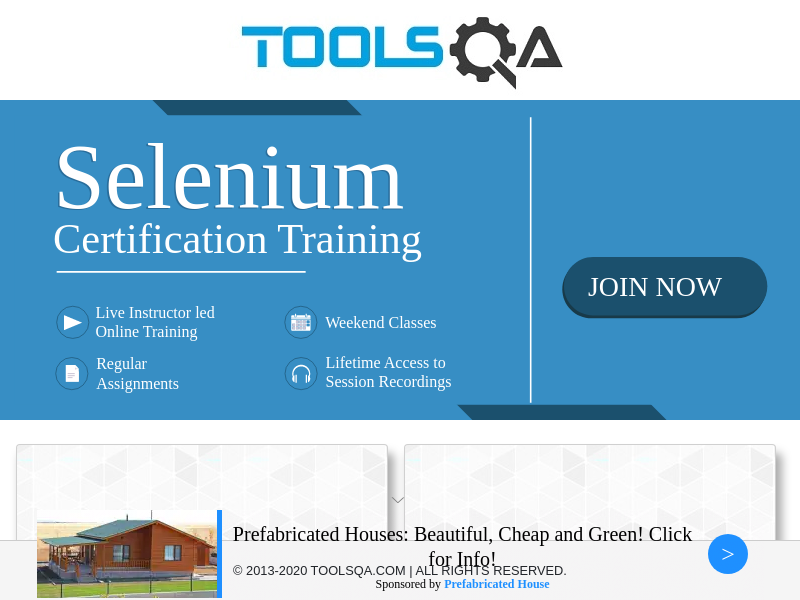 TOOLSQA
Selenium
Certification Training
JOIN NOW
Live Instructor led
Online Training
Weekend Classes
Regular
Assignments
Lifetime Access to
Session Recordings
Prefabricated Houses: Beautiful, Cheap and Green! Click
for Info!
>
© 2013-2020 TOOLSQA.COM | ALL RIGHTS RESERVED.
Sponsored by Prefabricated House